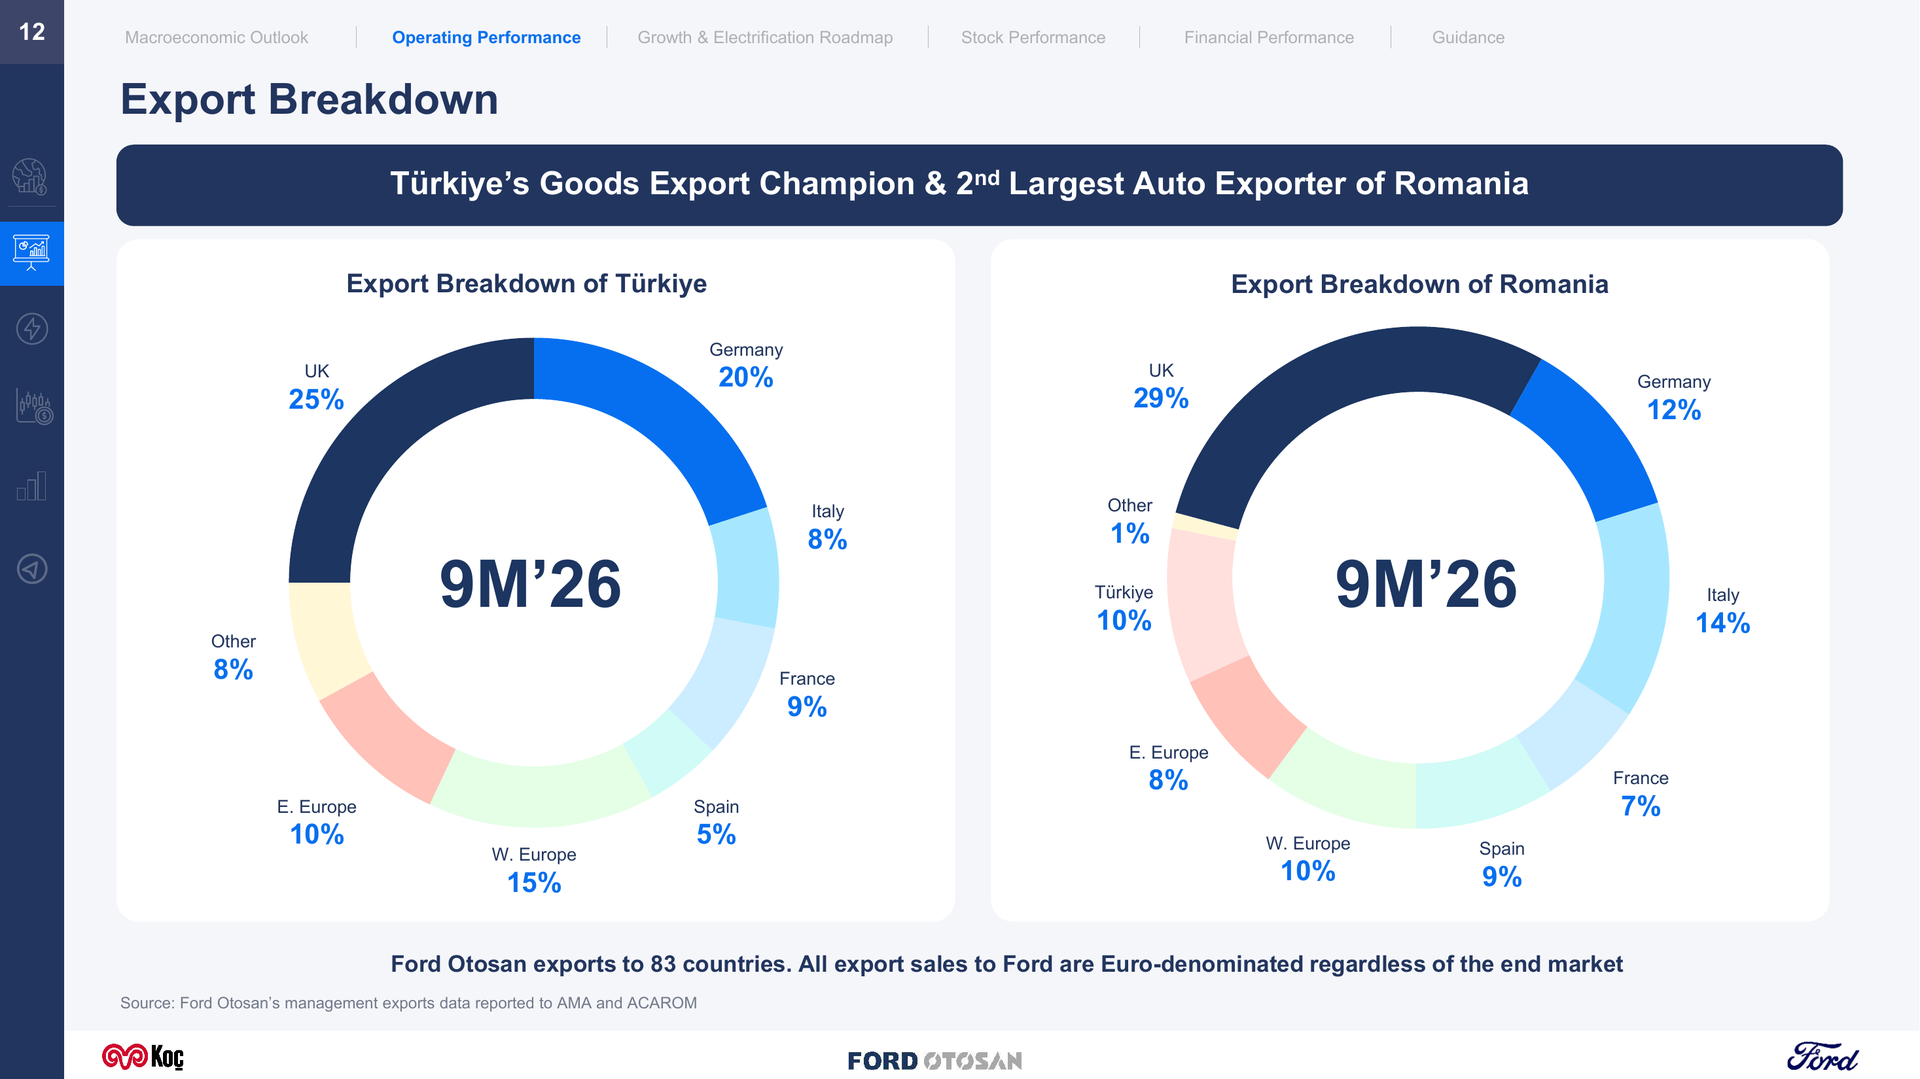 12
Macroeconomic Outlook
Operating Performance
Growth & Electrification Roadmap
Stock Performance
Financial Performance
Guidance
Export Breakdown
Türkiye’s Goods Export Champion & 2nd Largest Auto Exporter of Romania
Export Breakdown of Türkiye
UK
25%
Germany
20%
Italy
8%
France
9%
Spain
5%
W. Europe
15%
E. Europe
10%
Other
8%
9M’26
Export Breakdown of Romania
UK
29%
Germany
12%
Italy
14%
France
7%
Spain
9%
W. Europe
10%
E. Europe
8%
Türkiye
10%
Other
1%
9M’26
Ford Otosan exports to 83 countries. All export sales to Ford are Euro-denominated regardless of the end market
Source: Ford Otosan’s management exports data reported to AMA and ACAROM
Koç
FORD OTOSAN
Ford